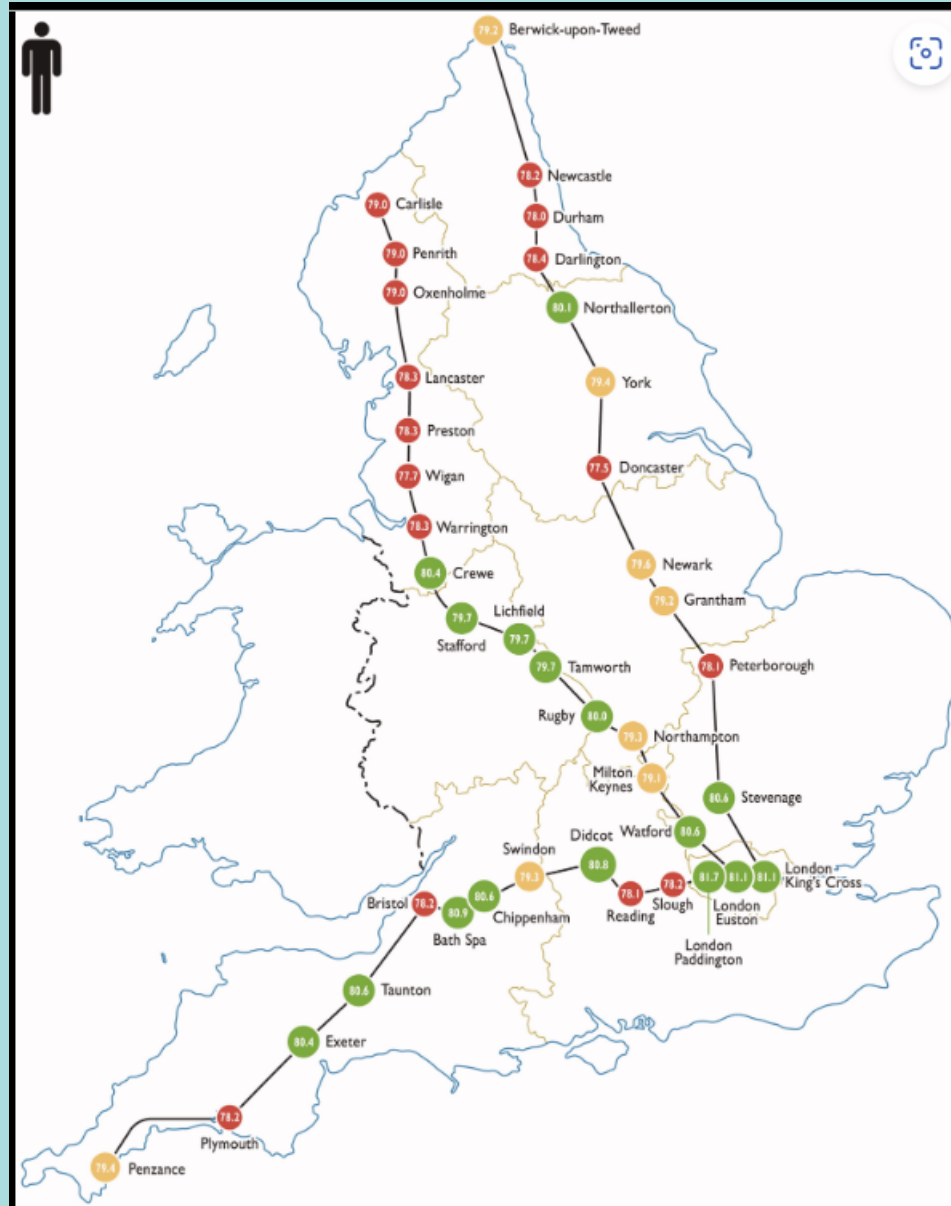 79.2 Berwick-upon-Tweed
78.2 Newcastle
79.0 Carlisle
78.0 Durham
79.0 Penrith
78.4 Darlington
79.0 Oxenholme
80.1 Northallerton
78.3 Lancaster
79.4 York
78.3 Preston
77.7 Wigan
77.5 Doncaster
78.3 Warrington
79.6 Newark
80.4 Crewe
79.2 Grantham
79.7 Stafford
Lichfield 79.7
79.7 Tamworth
78.1 Peterborough
Rugby 80.0
79.3 Northampton
Milton
Keynes 79.1
80.6 Stevenage
Watford 80.6
Didcot
80.8
Swindon
79.3
81.7
London
Paddington
81.1
London
Euston
81.1 London
King's Cross
78.2
Slough
78.1
Reading
80.6
Chippenham
80.9
Bath Spa
Bristol 78.2
80.6 Taunton
80.4 Exeter
78.2
Plymouth
79.4 Penzance